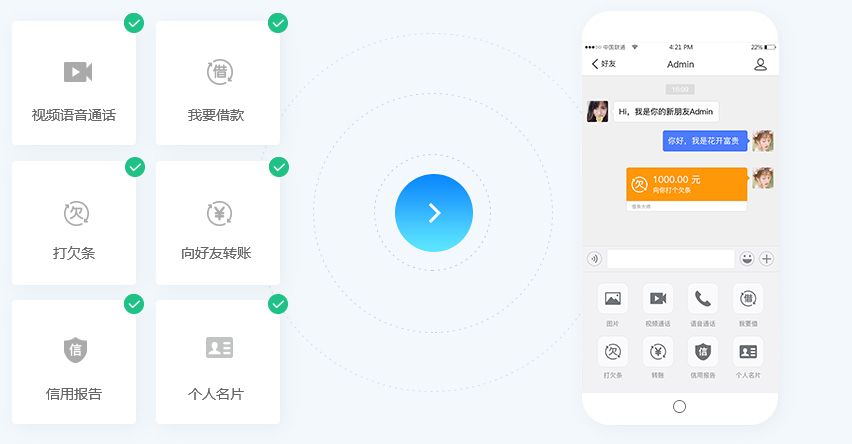 视频语音通话
借
我要借款
欠
打欠条
¥
向好友转账
信
信用报告
个人名片
中国联通
4:21 PM
22%
好友
Admin
16:09
Hi，我是你的新朋友Admin
你好，我是花开富贵
欠
1000.00 元
向你打个欠条
图片
视频通话
语音通话
借
我要借
欠
打欠条
¥
转账
信
信用报告
个人名片